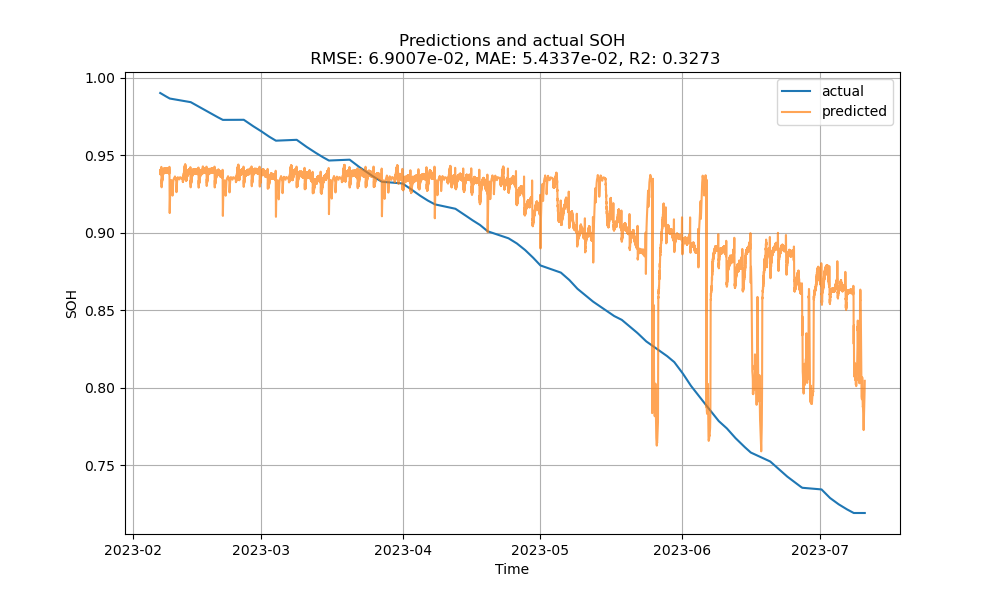 Predictions and actual SOH
RMSE: 6.9007e-02, MAE: 5.4337e-02, R2: 0.3273
actual
predicted
1.00
0.95
0.90
0.85
0.80
0.75
SOH
2023-02
2023-03
2023-04
2023-05
2023-06
2023-07
Time